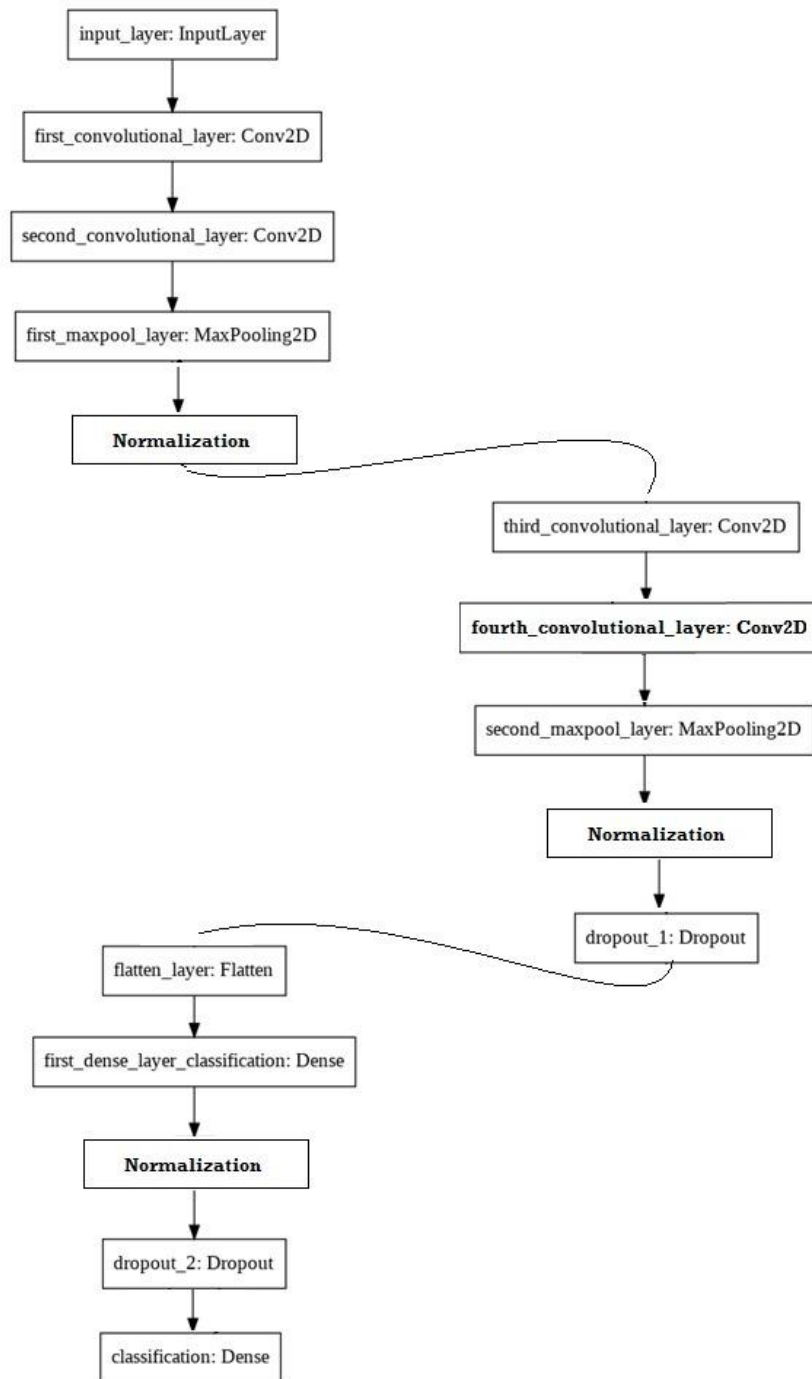 input_layer: InputLayer
first_convolutional_layer: Conv2D
second_convolutional_layer: Conv2D
first_maxpool_layer: MaxPooling2D
Normalization
third_convolutional_layer: Conv2D
fourth_convolutional_layer: Conv2D
second_maxpool_layer: MaxPooling2D
Normalization
dropout_1: Dropout
flatten_layer: Flatten
first_dense_layer_classification: Dense
Normalization
dropout_2: Dropout
classification: Dense